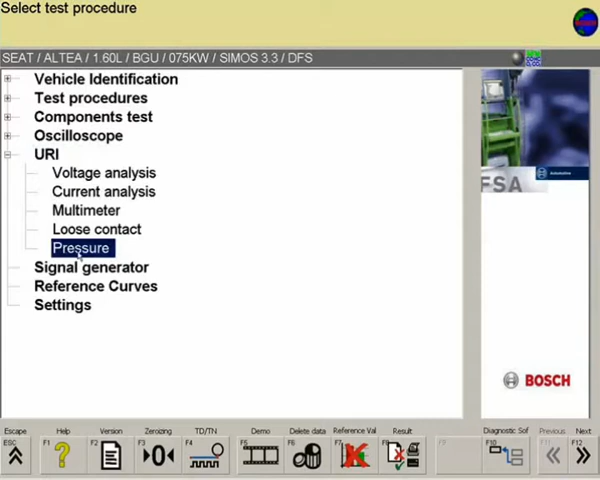 Select test procedure
SEAT / ALTEA / 1.60L / BGU / 075KW / SIMOS 3.3 / DFS
Vehicle Identification
Test procedures
Components test
Oscilloscope
URI
Voltage analysis
Current analysis
Multimeter
Loose contact
Pressure
Signal generator
Reference Curves
Settings
FSA
BOSCH
Escape Help Version Zeroizing TD/TN Demo Delete data Reference Val Result Diagnostic Sof Previous Next
ESC F1 F2 F3 F4 F5 F6 F7 F8 F9 F10 F11 F12